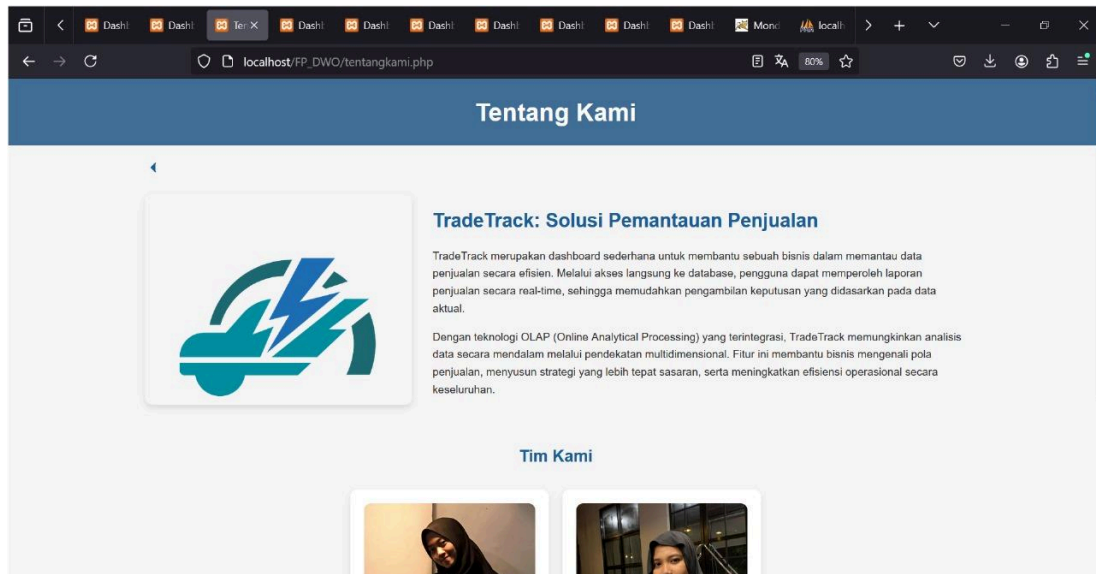 Dashl
Dashl
Ter
Dashl
Dashl
Dashl
Dashl
Dashl
Dashl
Dashl
Mond
localh
localhost/FP_DWO/tentangkami.php
80%
Tentang Kami
TradeTrack: Solusi Pemantauan Penjualan
TradeTrack merupakan dashboard sederhana untuk membantu sebuah bisnis dalam memantau data
penjualan secara efisien. Melalui akses langsung ke database, pengguna dapat memperoleh laporan
penjualan secara real-time, sehingga memudahkan pengambilan keputusan yang didasarkan pada data
aktual.
Dengan teknologi OLAP (Online Analytical Processing) yang terintegrasi, TradeTrack memungkinkan analisis
data secara mendalam melalui pendekatan multidimensional. Fitur ini membantu bisnis mengenali pola
penjualan, menyusun strategi yang lebih tepat sasaran, serta meningkatkan efisiensi operasional secara
keseluruhan.
Tim Kami